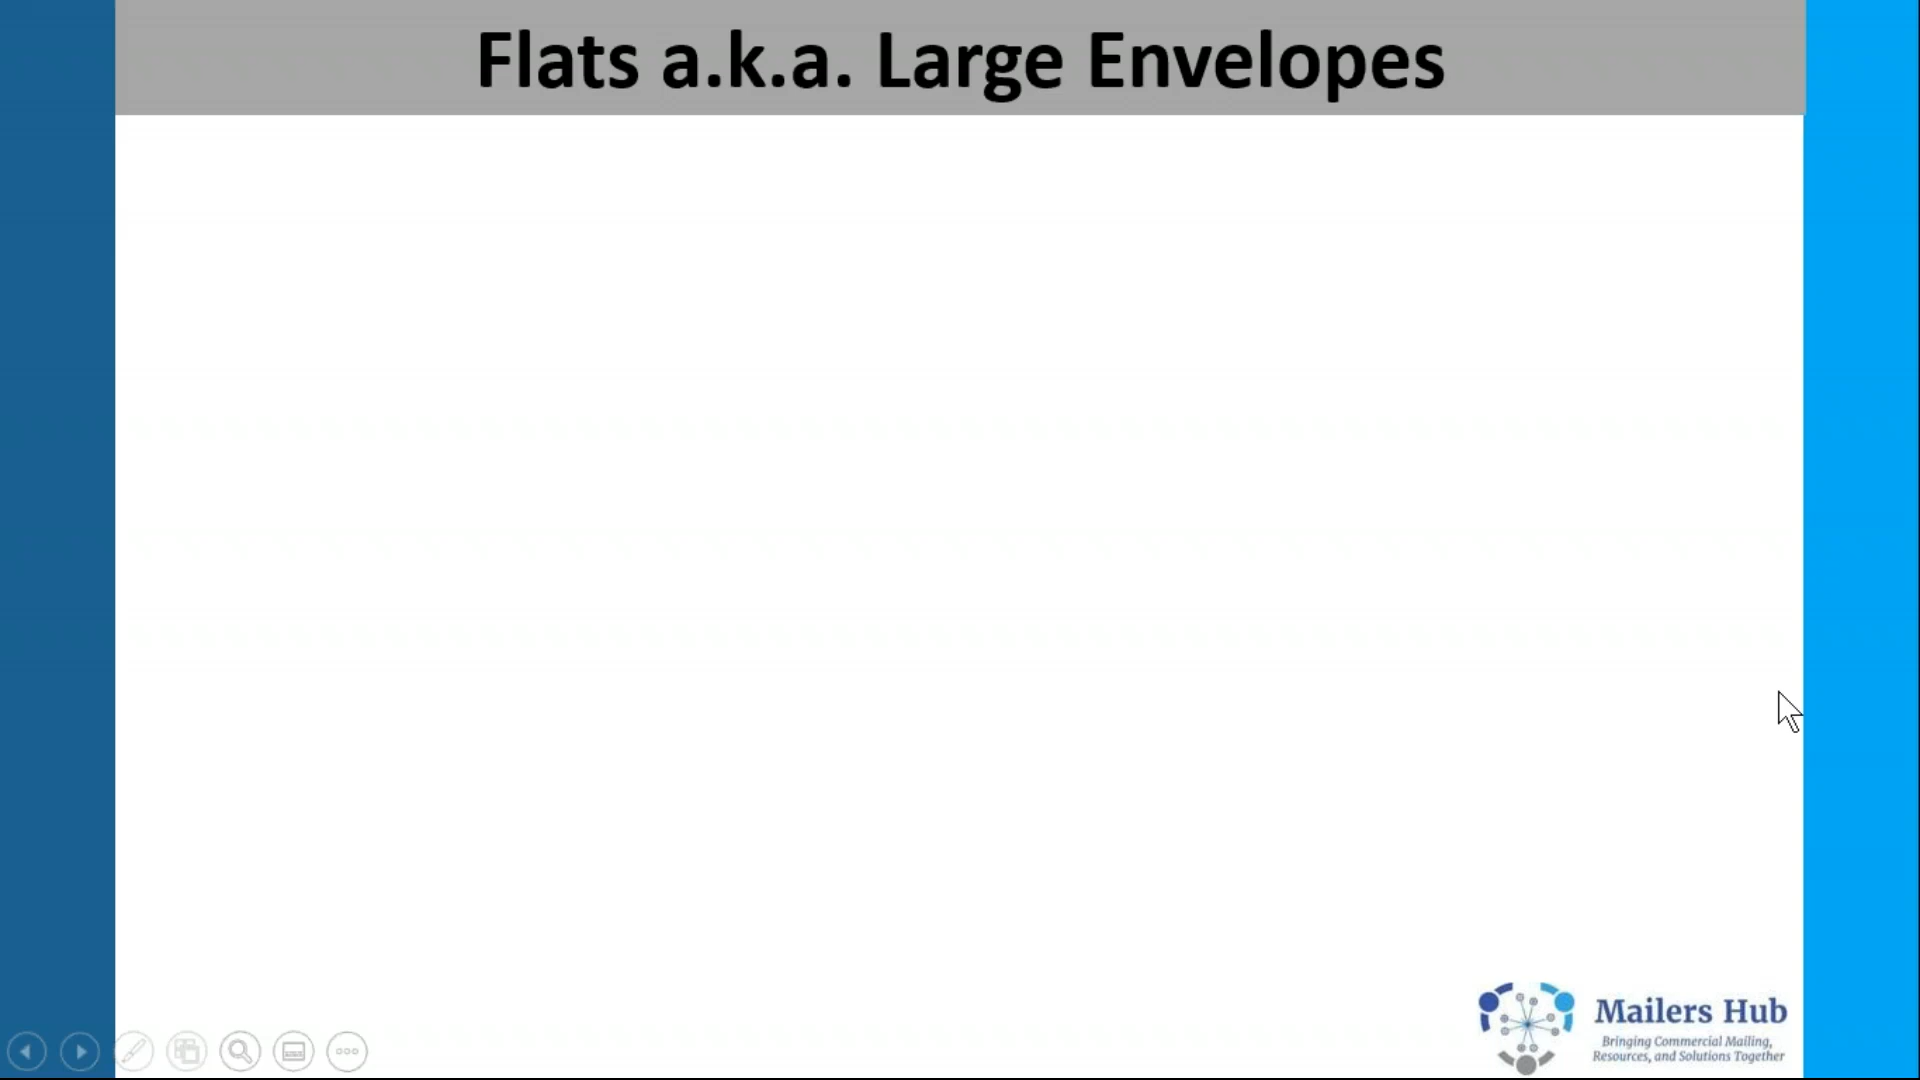 Flats a.k.a. Large Envelopes
Mailers Hub
Bringing Commercial Mailing,
Resources, and Solutions Together